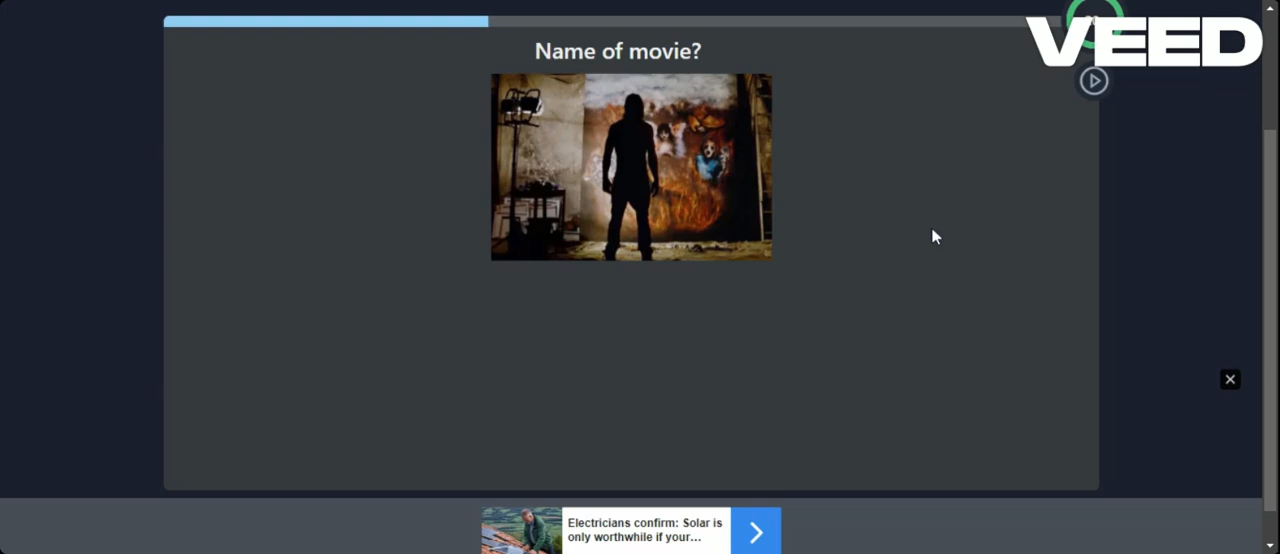 VEED
Name of movie?
Electricians confirm: Solar is
only worthwhile if your...